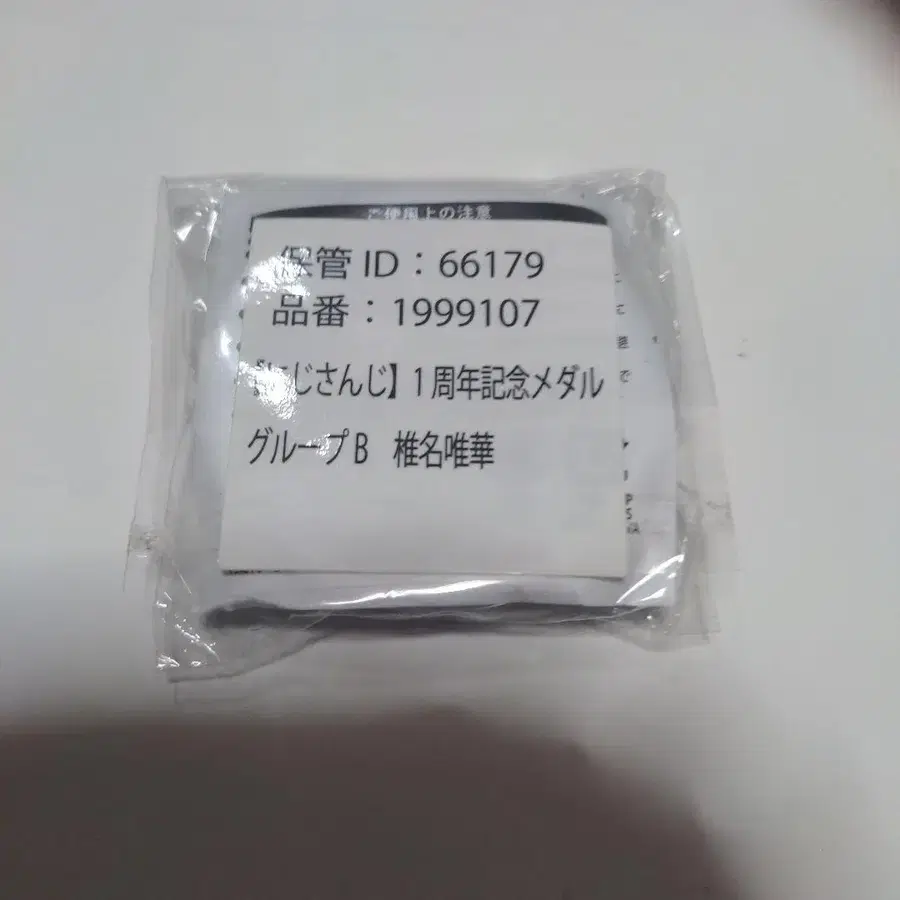 ご使用上の注意
保管 ID：66179
品番：1999107
【にじさんじ】1周年記念メダル
グループB 椎名唯華
で
P
S